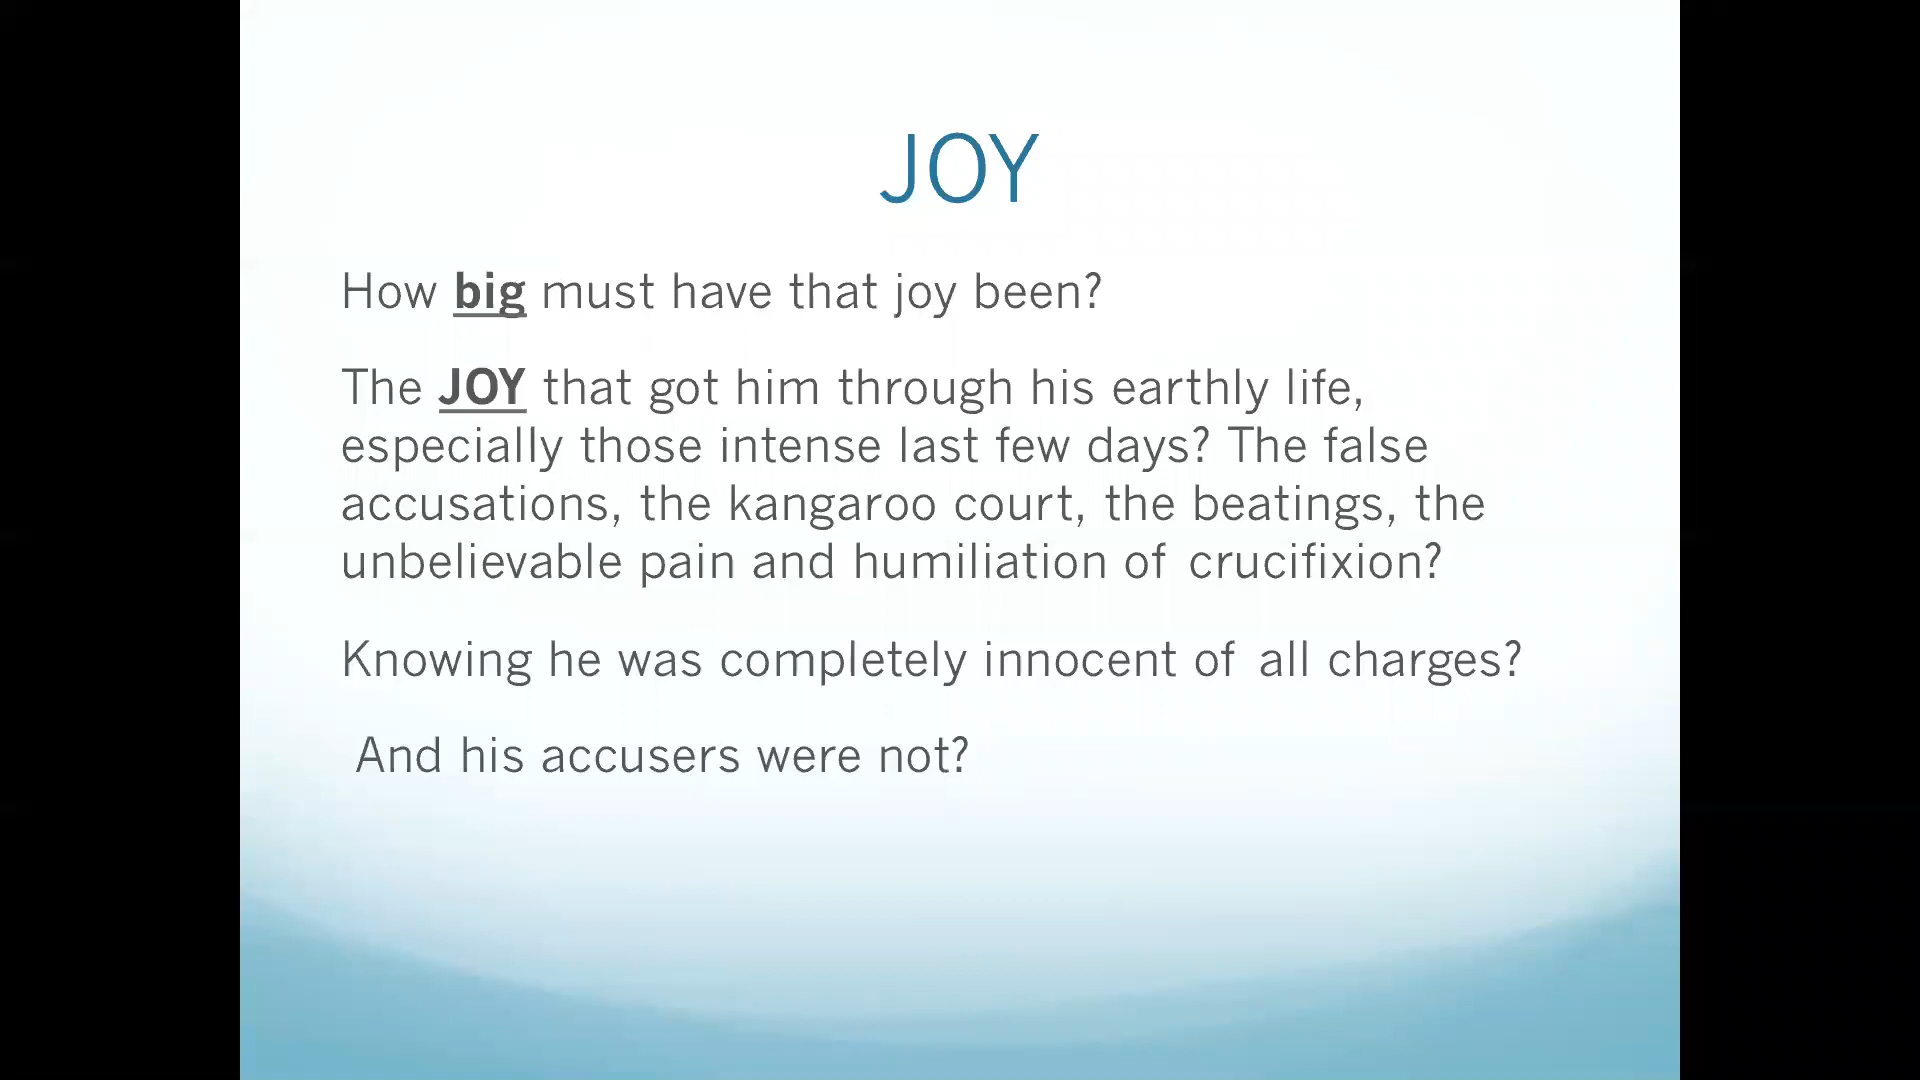 JOY
How big must have that joy been?
The JOY that got him through his earthly life,
especially those intense last few days? The false
accusations, the kangaroo court, the beatings, the
unbelievable pain and humiliation of crucifixion?
Knowing he was completely innocent of all charges?
And his accusers were not?